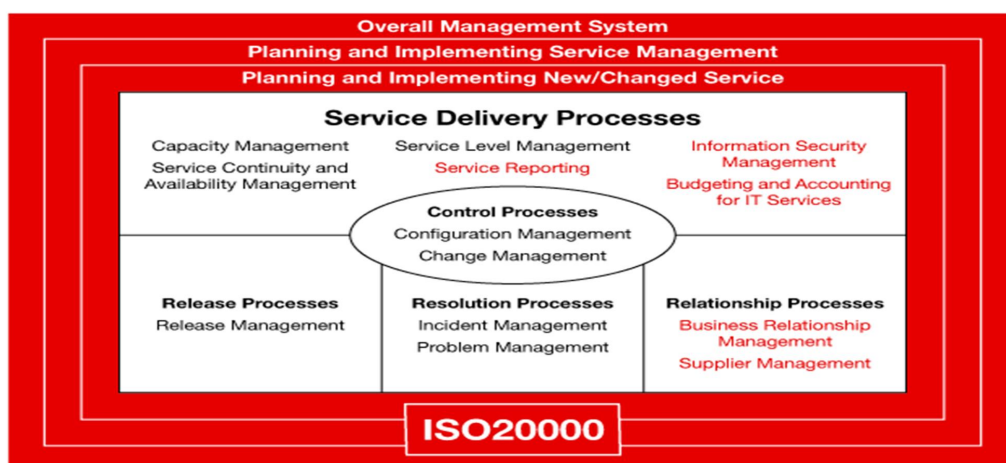 Overall Management System
Planning and Implementing Service Management
Planning and Implementing New/Changed Service
Service Delivery Processes
Capacity Management
Service Continuity and
Availability Management
Service Level Management
Service Reporting
Information Security
Management
Budgeting and Accounting
for IT Services
Control Processes
Configuration Management
Change Management
Release Processes
Release Management
Resolution Processes
Incident Management
Problem Management
Relationship Processes
Business Relationship
Management
Supplier Management
ISO20000